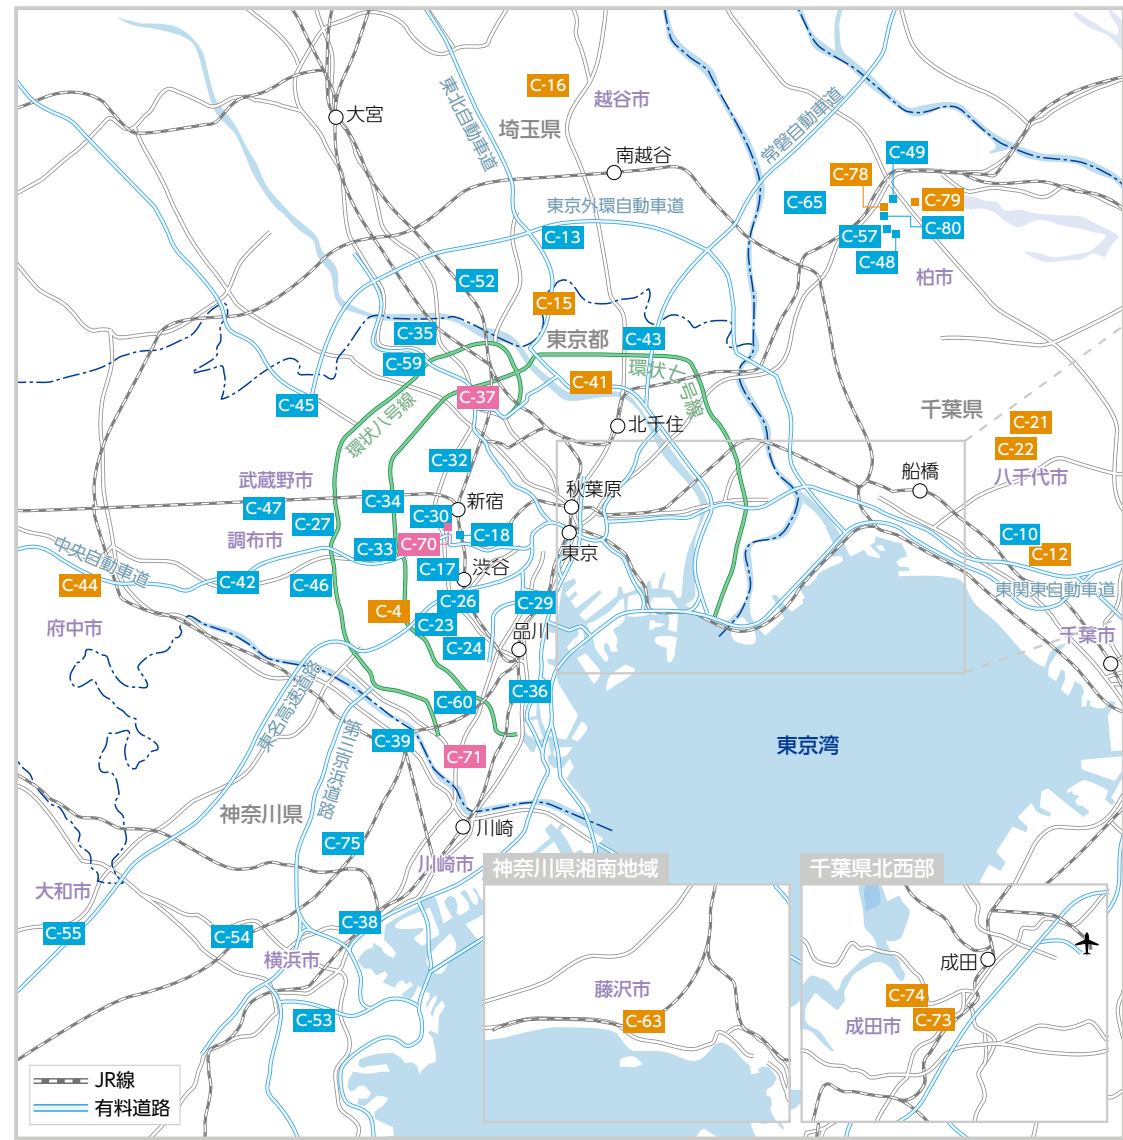 C-16
越谷市
大宮
東北自動車道
埼玉県
常磐自動車道
南越谷
C-49
C-78
C-65
C-79
東京外環自動車道
C-13
C-57
C-80
C-48
柏市
C-52
C-15
C-35
東京都
C-43
C-59
環状七号線
C-41
C-37
C-45
環状八号線
千葉県
C-21
北千住
C-22
C-32
船橋
八千代市
武蔵野市
C-47
C-34
新宿
秋葉原
C-27
C-30
C-18
調布市
C-33
C-70
東京
C-10
C-12
中央自動車道
C-44
C-42
C-46
C-17
渋谷
東関東自動車道
C-4
C-26
C-29
府中市
C-23
品川
千葉市
C-24
東名高速道路
C-36
C-60
第三京浜道路
C-39
C-71
東京湾
神奈川県
川崎
C-75
川崎市
神奈川県湘南地域
千葉県北西部
大和市
C-55
C-54
C-38
横浜市
成田
藤沢市
C-74
C-63
成田市
C-73
C-53
JR線
有料道路